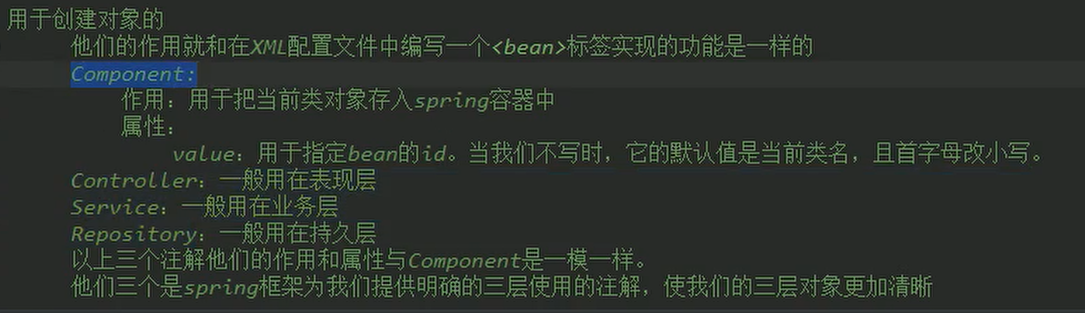 用于创建对象的
他们的作用就和在XML配置文件中编写一个<bean>标签实现的功能是一样的
Component:
作用：用于把当前类对象存入spring容器中
属性：
value：用于指定bean的id。当我们不写时，它的默认值是当前类名，且首字母改小写。
Controller：一般用在表现层
Service：一般用在业务层
Repository：一般用在持久层
以上三个注解他们的作用和属性与Component是一模一样。
他们三个是spring框架为我们提供明确的三层使用的注解，使我们的三层对象更加清晰